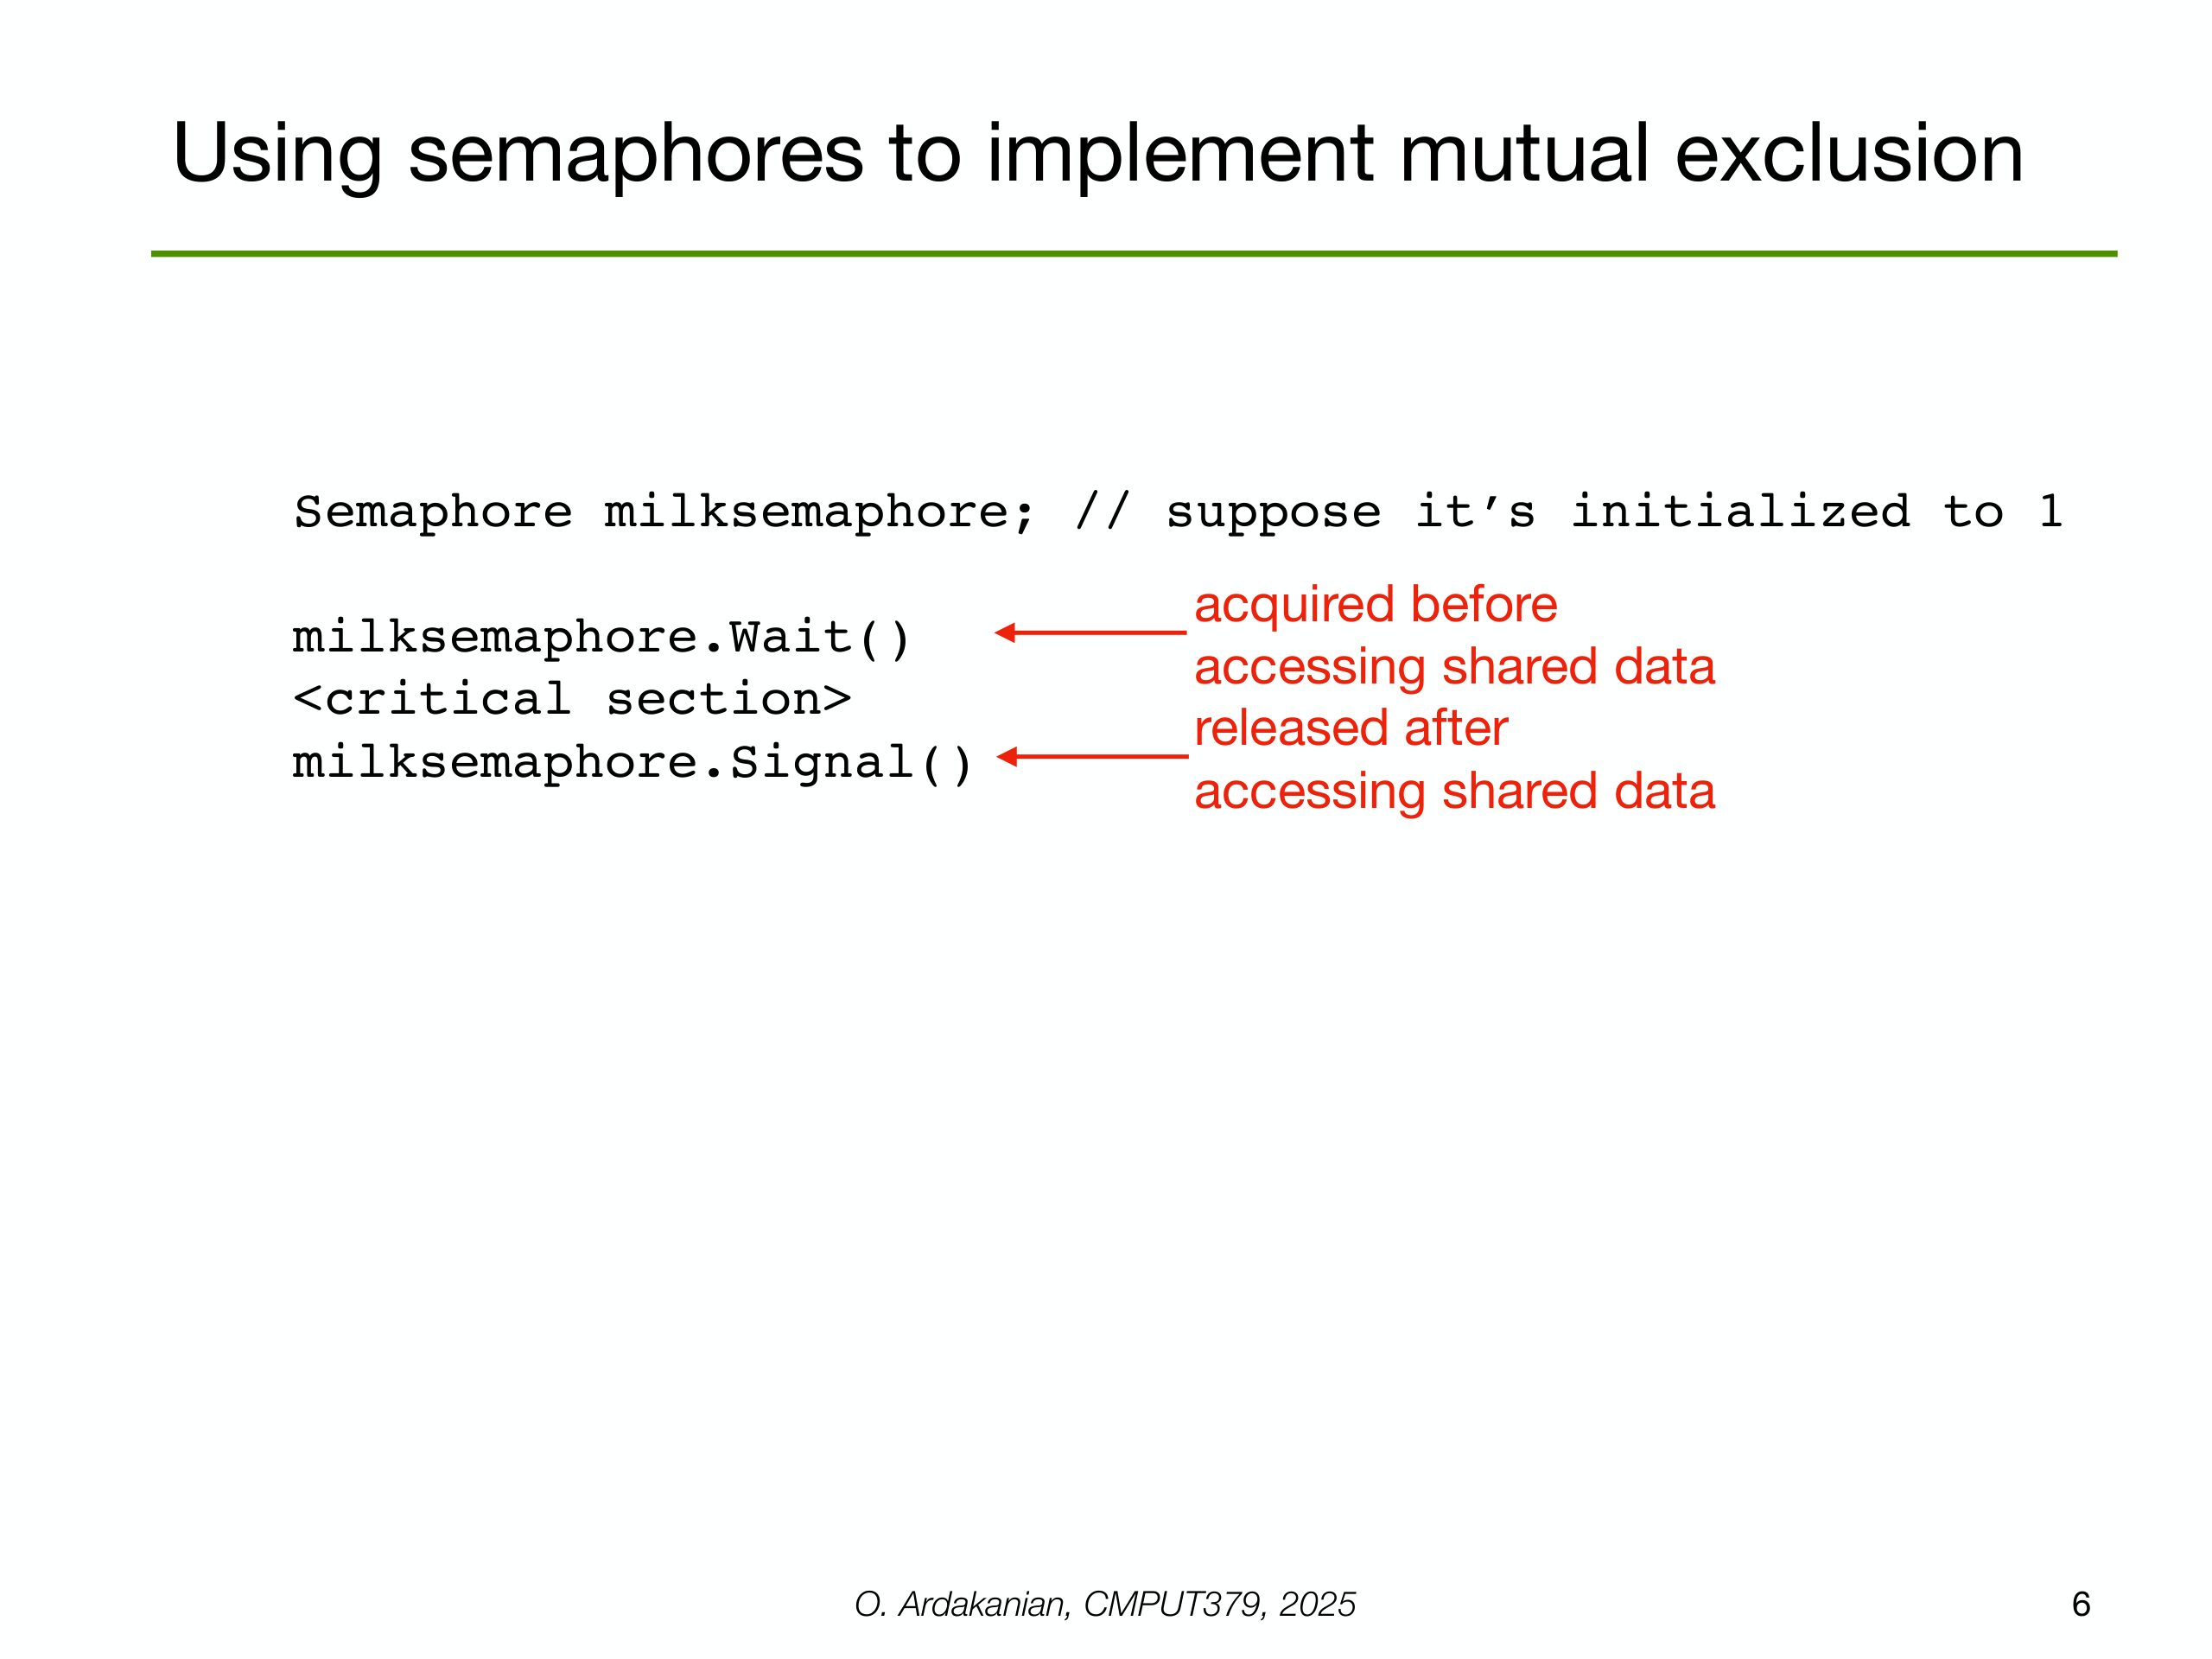 Using semaphores to implement mutual exclusion
Semaphore milksemaphore; // suppose it’s initialized to 1
milksemaphore.Wait()
acquired before
accessing shared data
<critical section>
milksemaphore.Signal()
released after
accessing shared data
O. Ardakanian, CMPUT379, 2025
6